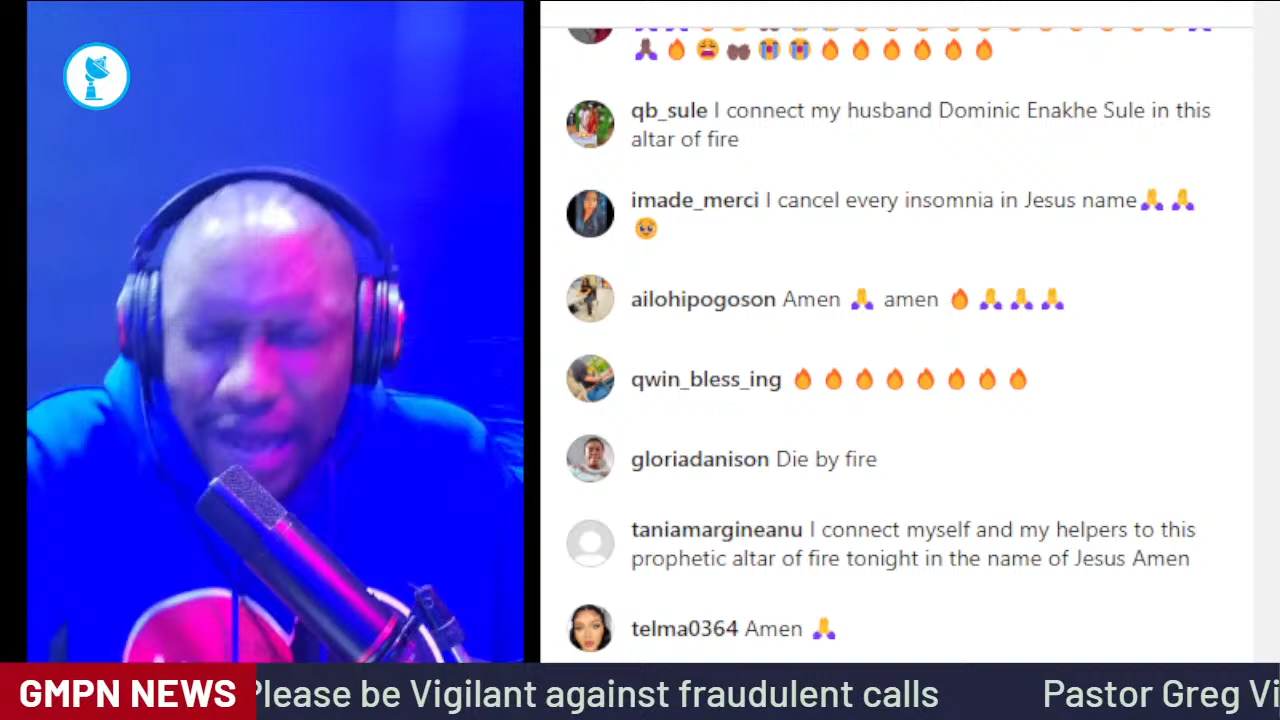 qb_sule I connect my husband Dominic Enakhe Sule in this
altar of fire
imade_merci I cancel every insomnia in Jesus name🙏 🙏
🥹
ailohipogoson Amen 🙏 amen 🔥 🙏 🙏 🙏
qwin_bless_ing 🔥 🔥 🔥 🔥 🔥 🔥 🔥 🔥
gloriadanison Die by fire
taniamargineanu I connect myself and my helpers to this
prophetic altar of fire tonight in the name of Jesus Amen
telma0364 Amen 🙏
GMPN NEWS Please be Vigilant against fraudulent calls Pastor Greg Vi